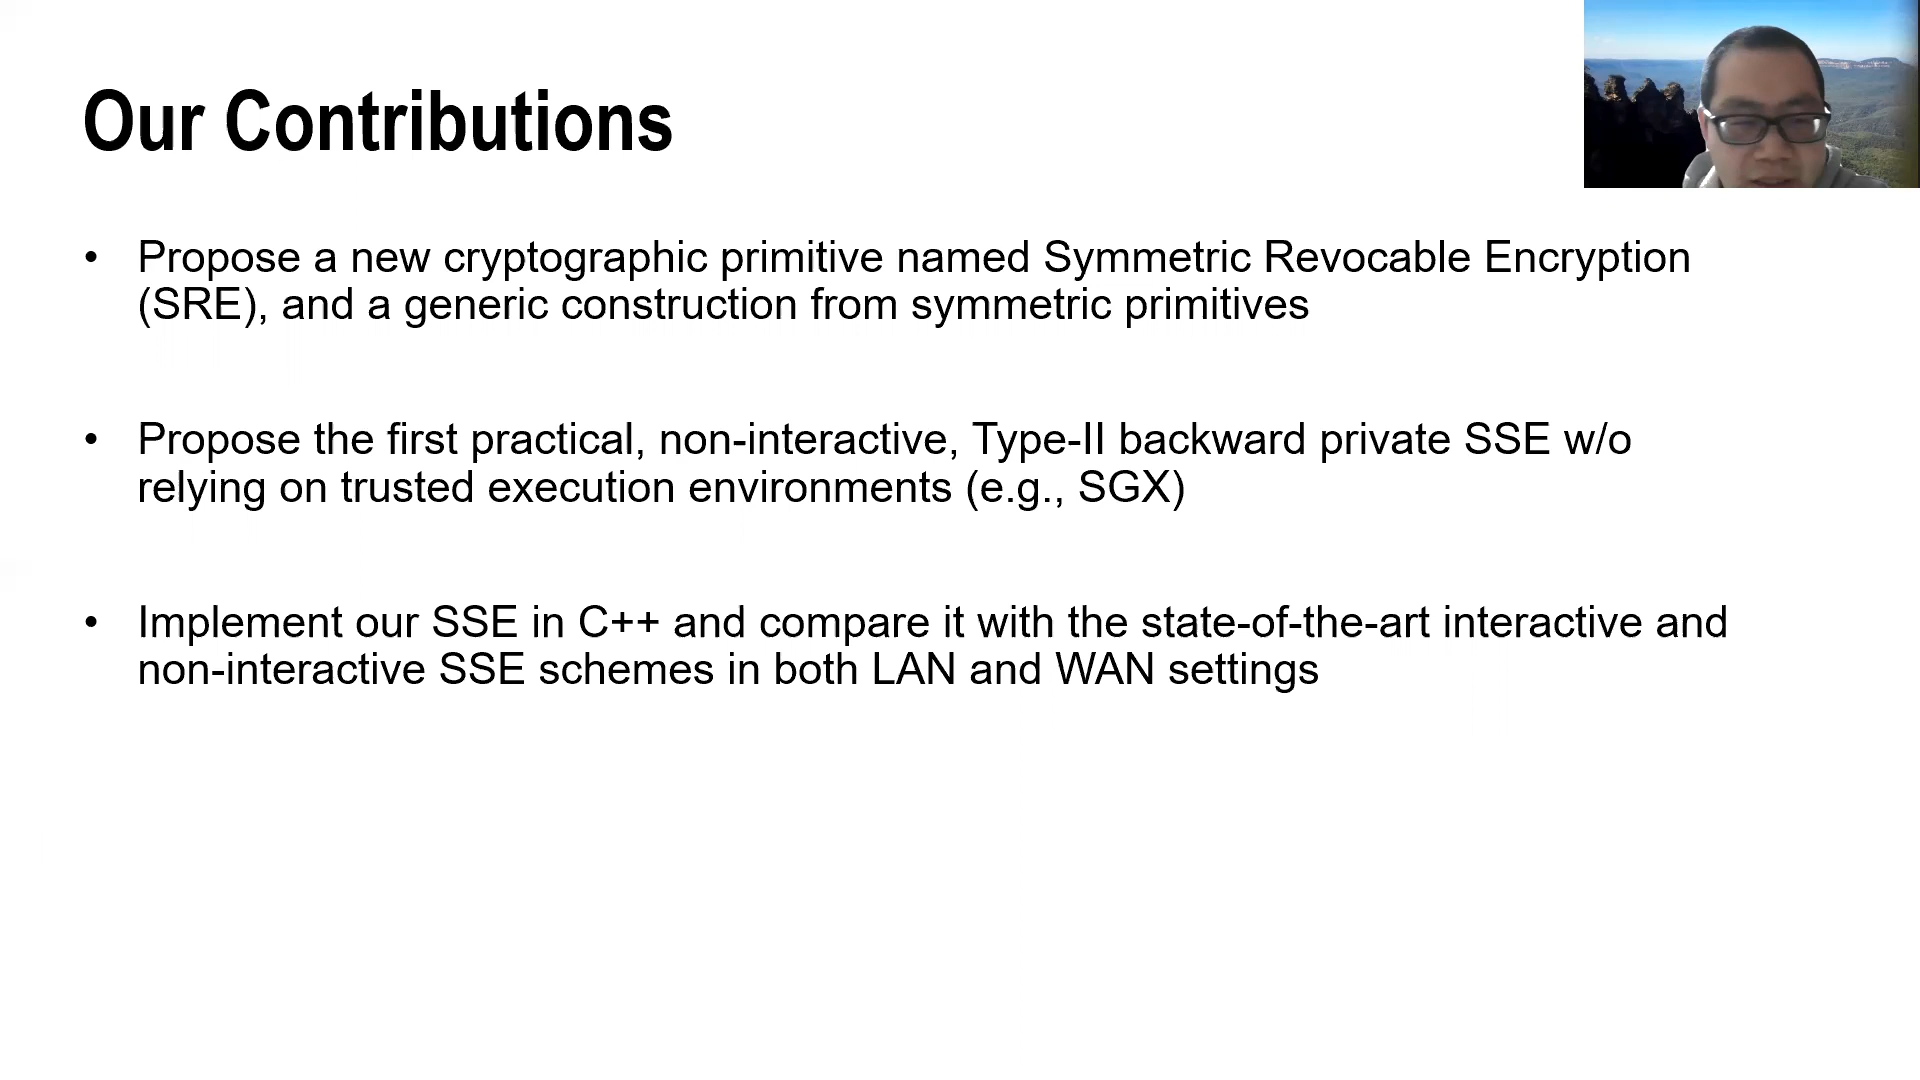 Our Contributions
• Propose a new cryptographic primitive named Symmetric Revocable Encryption
(SRE), and a generic construction from symmetric primitives
• Propose the first practical, non-interactive, Type-II backward private SSE w/o
relying on trusted execution environments (e.g., SGX)
• Implement our SSE in C++ and compare it with the state-of-the-art interactive and
non-interactive SSE schemes in both LAN and WAN settings